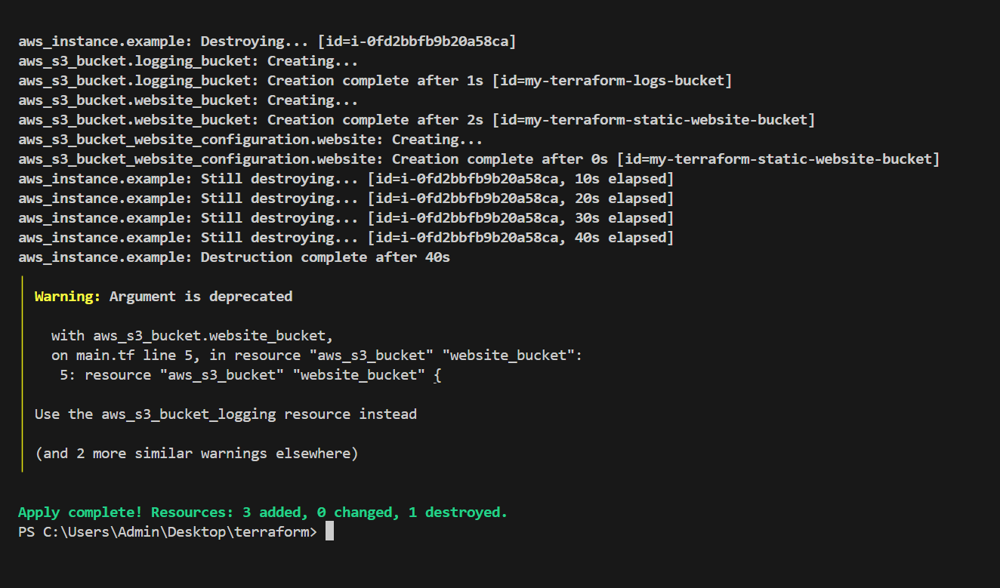 aws_instance.example: Destroying... [id=i-0fd2bbfb9b20a58ca]
aws_s3_bucket.logging_bucket: Creating...
aws_s3_bucket.logging_bucket: Creation complete after 1s [id=my-terraform-logs-bucket]
aws_s3_bucket.website_bucket: Creating...
aws_s3_bucket.website_bucket: Creation complete after 2s [id=my-terraform-static-website-bucket]
aws_s3_bucket_website_configuration.website: Creating...
aws_s3_bucket_website_configuration.website: Creation complete after 0s [id=my-terraform-static-website-bucket]
aws_instance.example: Still destroying... [id=i-0fd2bbfb9b20a58ca, 10s elapsed]
aws_instance.example: Still destroying... [id=i-0fd2bbfb9b20a58ca, 20s elapsed]
aws_instance.example: Still destroying... [id=i-0fd2bbfb9b20a58ca, 30s elapsed]
aws_instance.example: Still destroying... [id=i-0fd2bbfb9b20a58ca, 40s elapsed]
aws_instance.example: Destruction complete after 40s
Warning: Argument is deprecated
with aws_s3_bucket.website_bucket,
on main.tf line 5, in resource "aws_s3_bucket" "website_bucket":
5: resource "aws_s3_bucket" "website_bucket" {
Use the aws_s3_bucket_logging resource instead
(and 2 more similar warnings elsewhere)
Apply complete! Resources: 3 added, 0 changed, 1 destroyed.
PS C:\Users\Admin\Desktop\terraform>